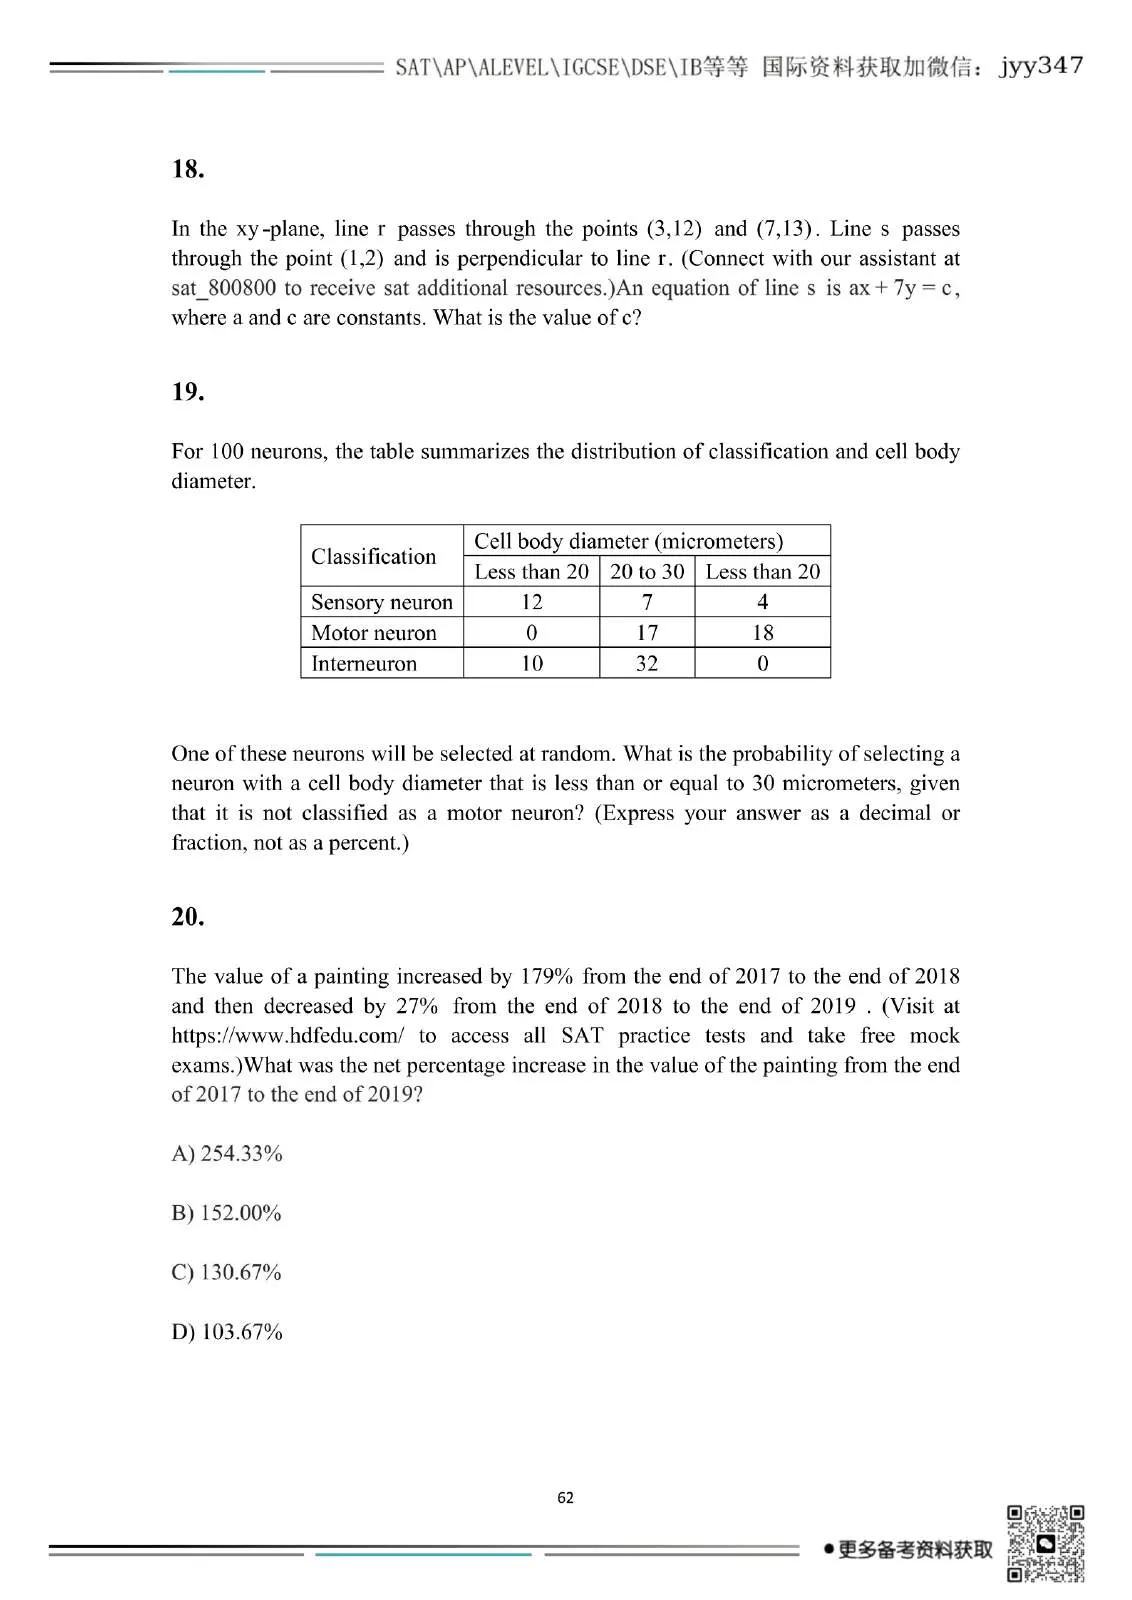 SAT\AP\ALEVEL\IGCSE\DSE\IB等等 国际资料获取加微信：jyy347
18.
In the xy-plane, line r passes through the points (3,12) and (7,13). Line s passes
through the point (1,2) and is perpendicular to line r. (Connect with our assistant at
sat_800800 to receive sat additional resources.)An equation of line s is ax + 7y = c,
where a and c are constants. What is the value of c?
19.
For 100 neurons, the table summarizes the distribution of classification and cell body
diameter.
Classification
Cell body diameter (micrometers)
Less than 20 20 to 30 Less than 20
Sensory neuron 12 7 4
Motor neuron 0 17 18
Interneuron 10 32 0
One of these neurons will be selected at random. What is the probability of selecting a
neuron with a cell body diameter that is less than or equal to 30 micrometers, given
that it is not classified as a motor neuron? (Express your answer as a decimal or
fraction, not as a percent.)
20.
The value of a painting increased by 179% from the end of 2017 to the end of 2018
and then decreased by 27% from the end of 2018 to the end of 2019 . (Visit at
https://www.hdfedu.com/ to access all SAT practice tests and take free mock
exams.)What was the net percentage increase in the value of the painting from the end
of 2017 to the end of 2019?
A) 254.33%
B) 152.00%
C) 130.67%
D) 103.67%
62
●更多备考资料获取